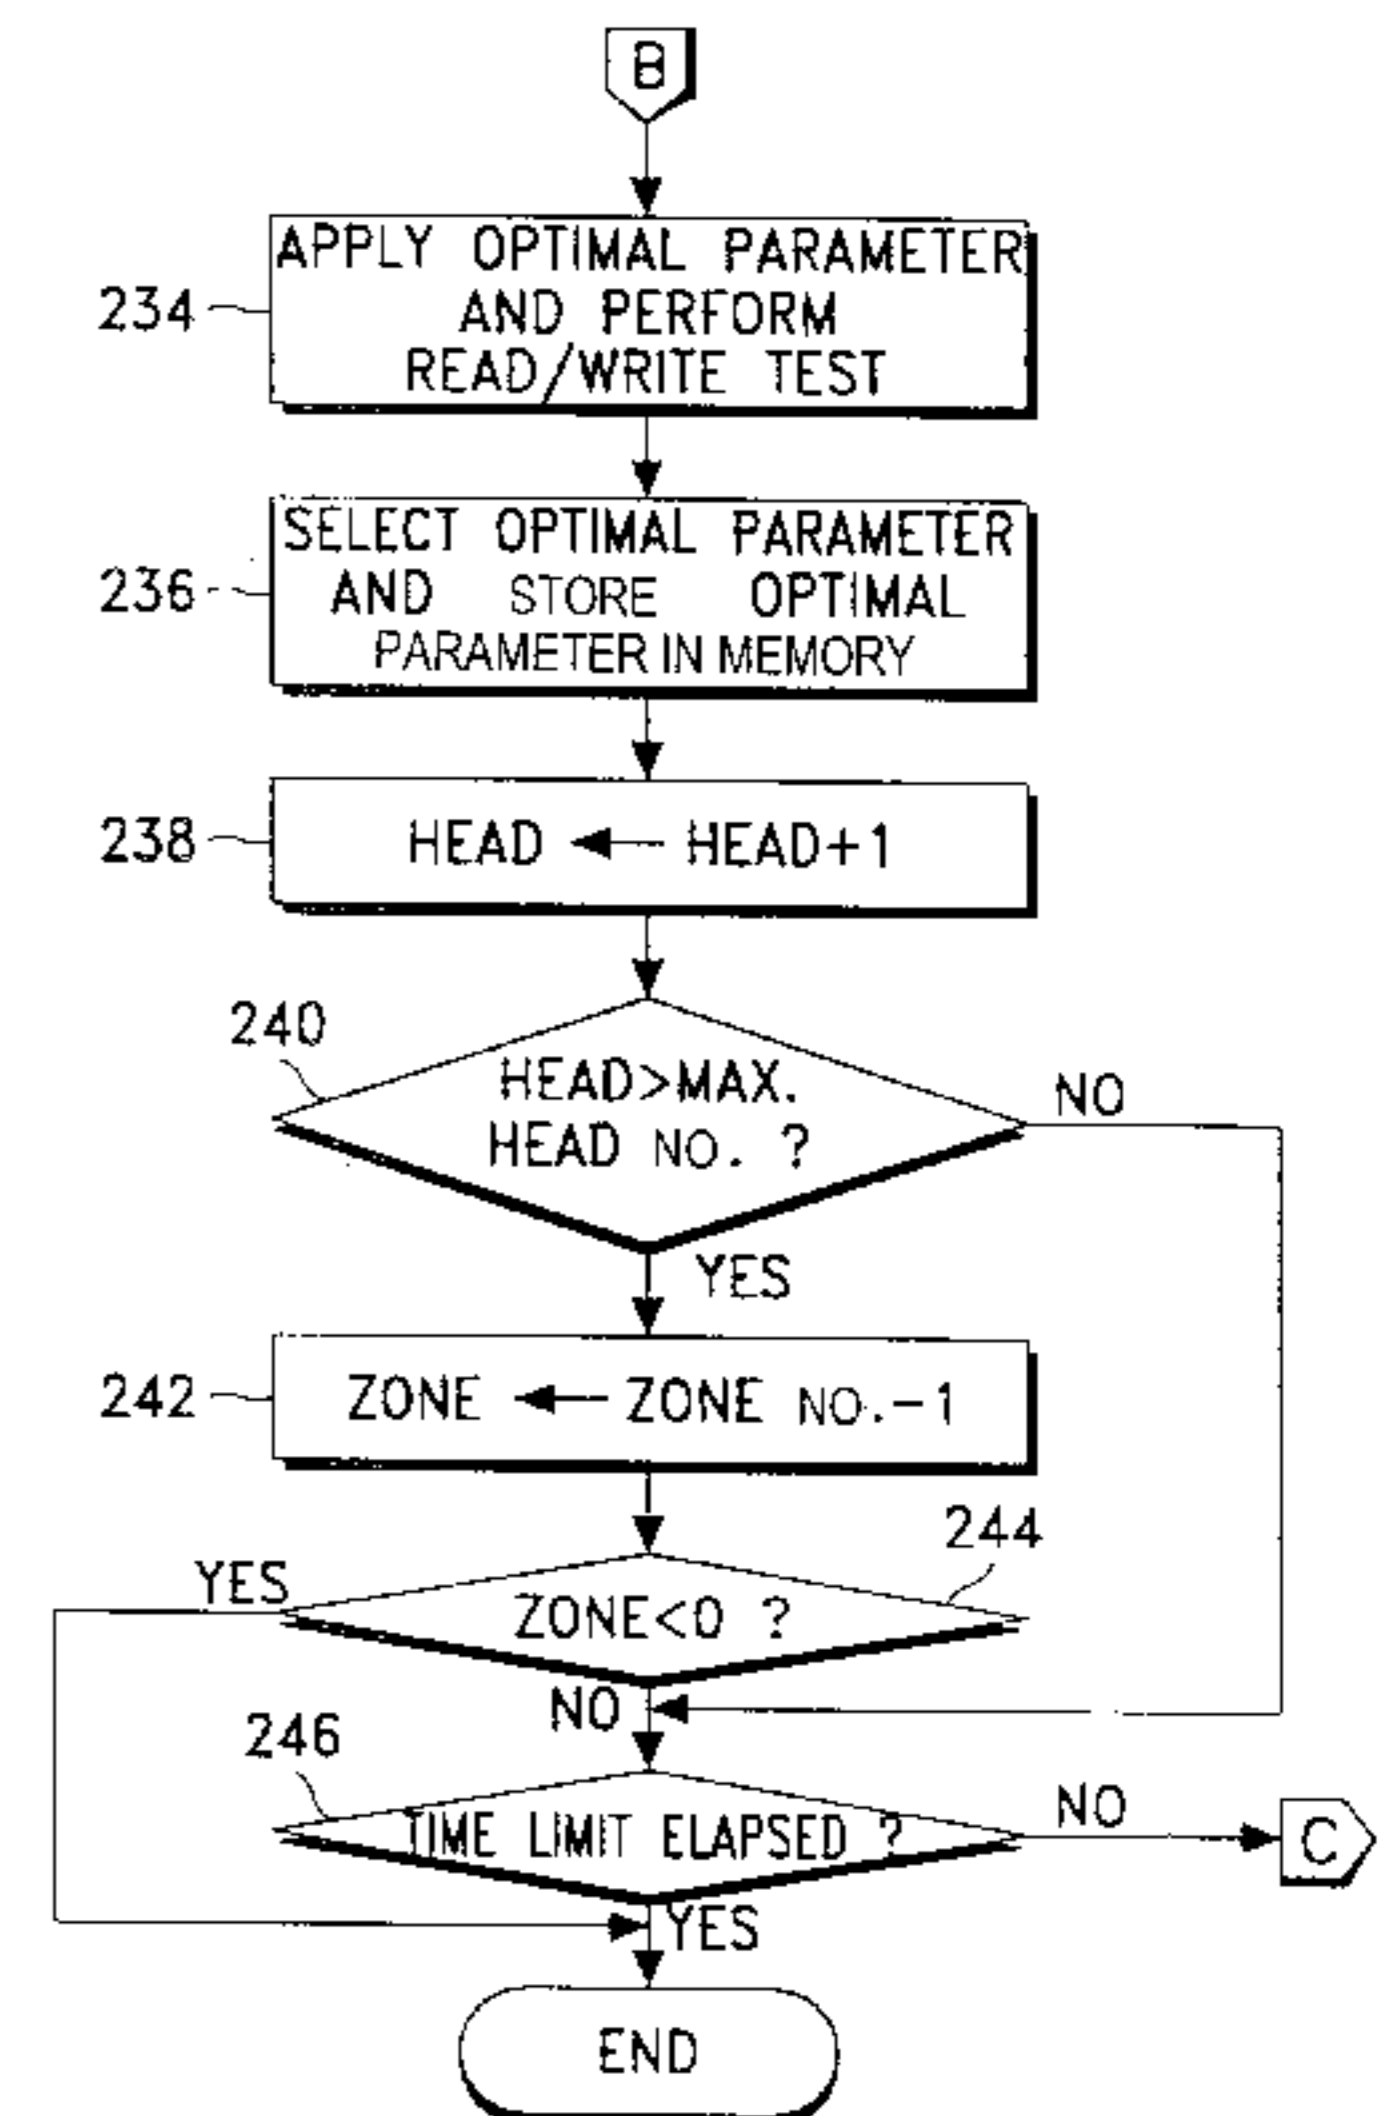 B
APPLY OPTIMAL PARAMETER
AND PERFORM
READ/WRITE TEST
234
SELECT OPTIMAL PARAMETER
AND STORE OPTIMAL
PARAMETER IN MEMORY
236
238
HEAD ← HEAD+1
240
HEAD>MAX.
HEAD NO. ?
NO
YES
242
ZONE ← ZONE NO.-1
244
YES
ZONE<0 ?
NO
246
TIME LIMIT ELAPSED ?
NO
C
YES
END